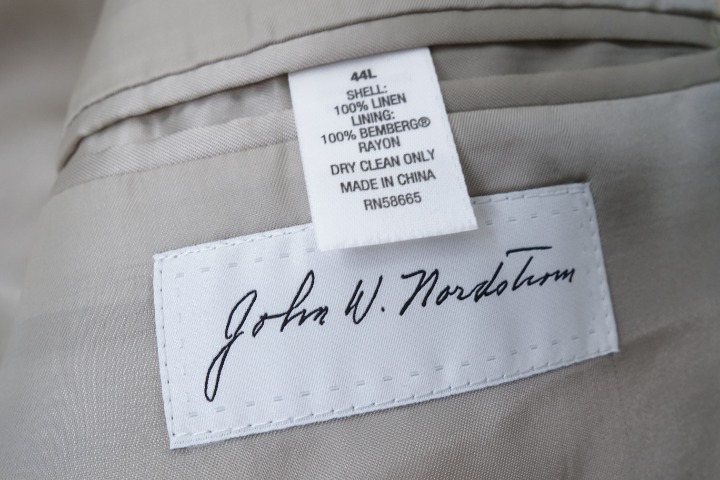 44L
SHELL:
100% LINEN
LINING:
100% BEMBERG®
RAYON
DRY CLEAN ONLY
MADE IN CHINA
RN58665
John W. Nordstrom